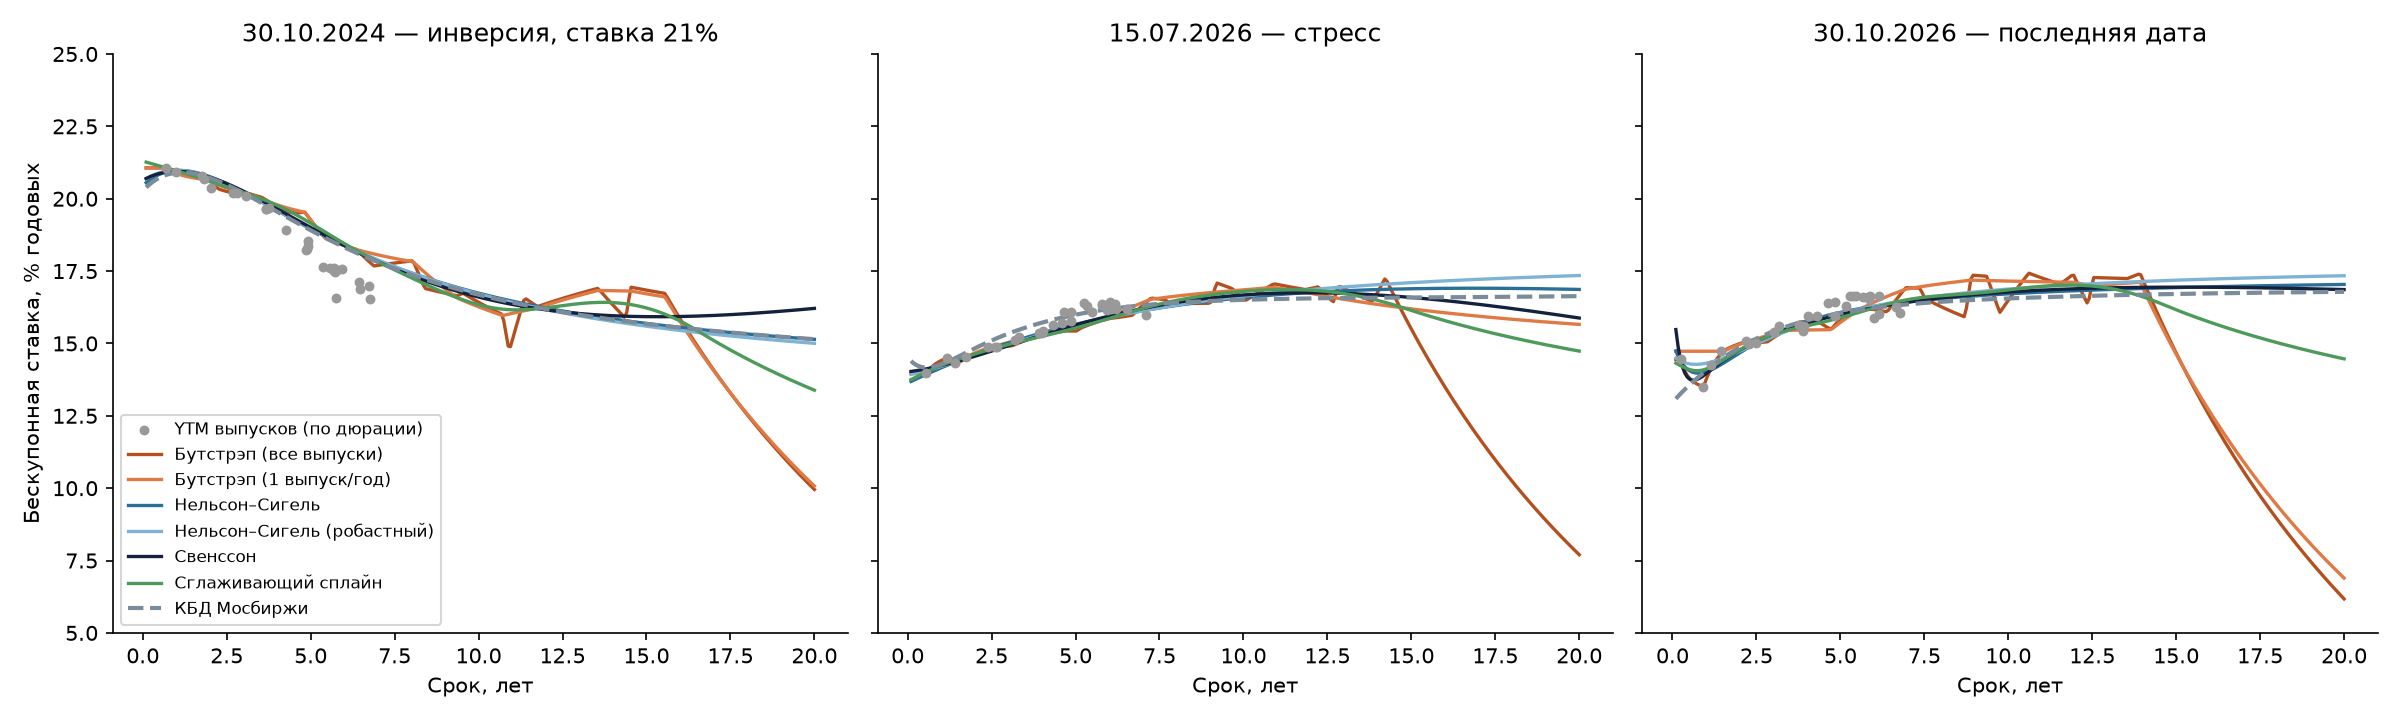 30.10.2024 — инверсия, ставка 21%
15.07.2026 — стресс
30.10.2026 — последняя дата
Бескупонная ставка, % годовых
25.0
22.5
20.0
17.5
15.0
12.5
10.0
7.5
5.0
YTM выпусков (по дюрации)
Бутстрэп (все выпуски)
Бутстрэп (1 выпуск/год)
Нельсон–Сигель
Нельсон–Сигель (робастный)
Свенссон
Сглаживающий сплайн
КБД Мосбиржи
0.0 2.5 5.0 7.5 10.0 12.5 15.0 17.5 20.0
Срок, лет
0.0 2.5 5.0 7.5 10.0 12.5 15.0 17.5 20.0
Срок, лет
0.0 2.5 5.0 7.5 10.0 12.5 15.0 17.5 20.0
Срок, лет